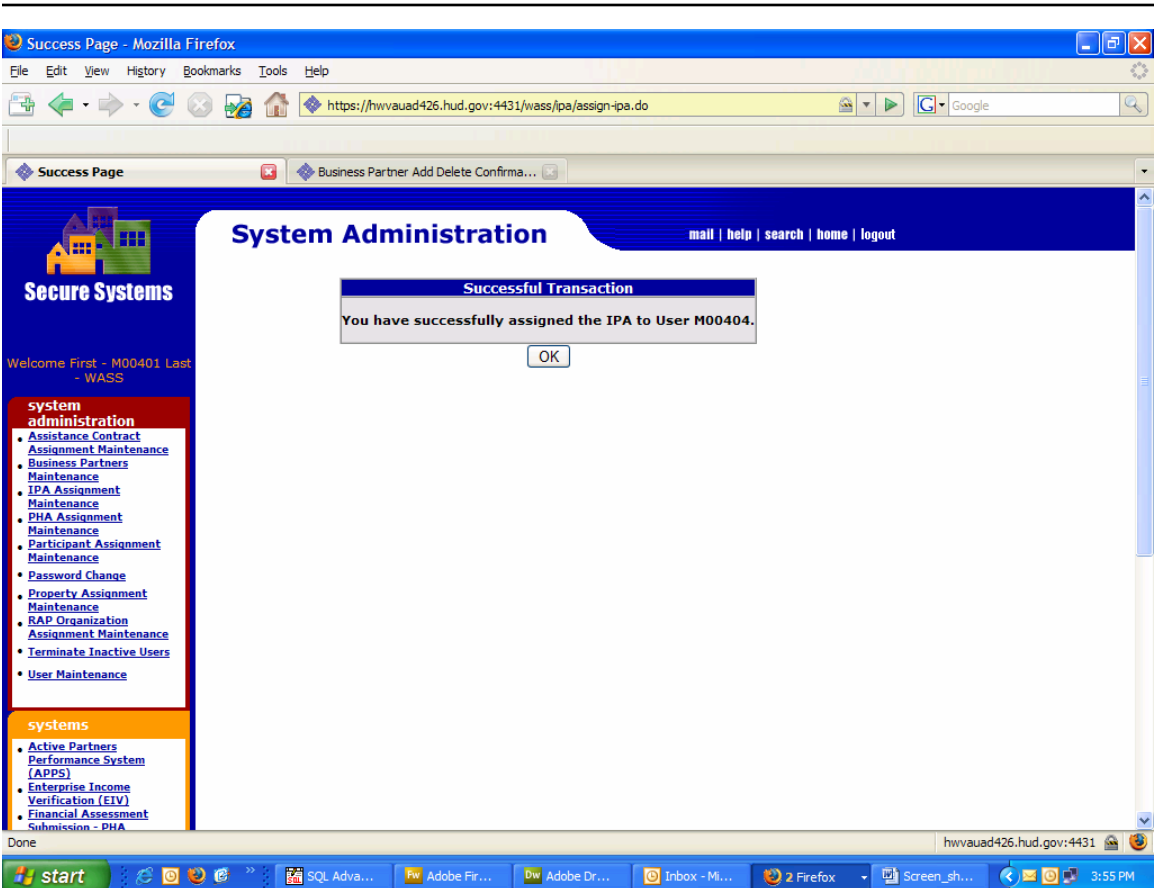 Success Page - Mozilla Firefox
File Edit View History Bookmarks Tools Help
https://hwvauad426.hud.gov:4431/wass/ipa/assign-ipa.do
G Google
Success Page
Business Partner Add Delete Confirma...
System Administration
mail | help | search | home | logout
Secure Systems
Successful Transaction
You have successfully assigned the IPA to User M00404.
OK
Welcome First - M00401 Last
- WASS
system
administration
Assistance Contract
Assignment Maintenance
Business Partners
Maintenance
IPA Assignment
Maintenance
PHA Assignment
Maintenance
Participant Assignment
Maintenance
Password Change
Property Assignment
Maintenance
RAP Organization
Assignment Maintenance
Terminate Inactive Users
User Maintenance
systems
Active Partners
Performance System
(APPS)
Enterprise Income
Verification (EIV)
Financial Assessment
Submission - PHA
Done
hwvauad426.hud.gov:4431
start
SQL Adva...
Fw Adobe Fir...
Dw Adobe Dr...
Inbox - Mi...
2 Firefox
Screen_sh...
3:55 PM